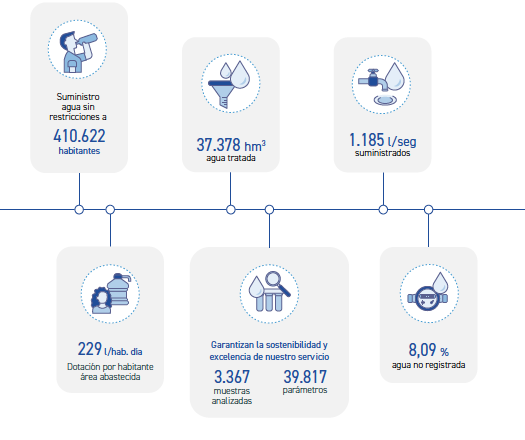 Suministro
agua sin
restricciones a
410.622
habitantes
37.378 hm³
agua tratada
1.185 l/seg
suministrados
229 l/hab. dia
Dotación por habitante
área abastecida
Garantizan la sostenibilidad y
excelencia de nuestro servicio
3.367
muestras
analizadas
39.817
parámetros
8,09 %
agua no registrada